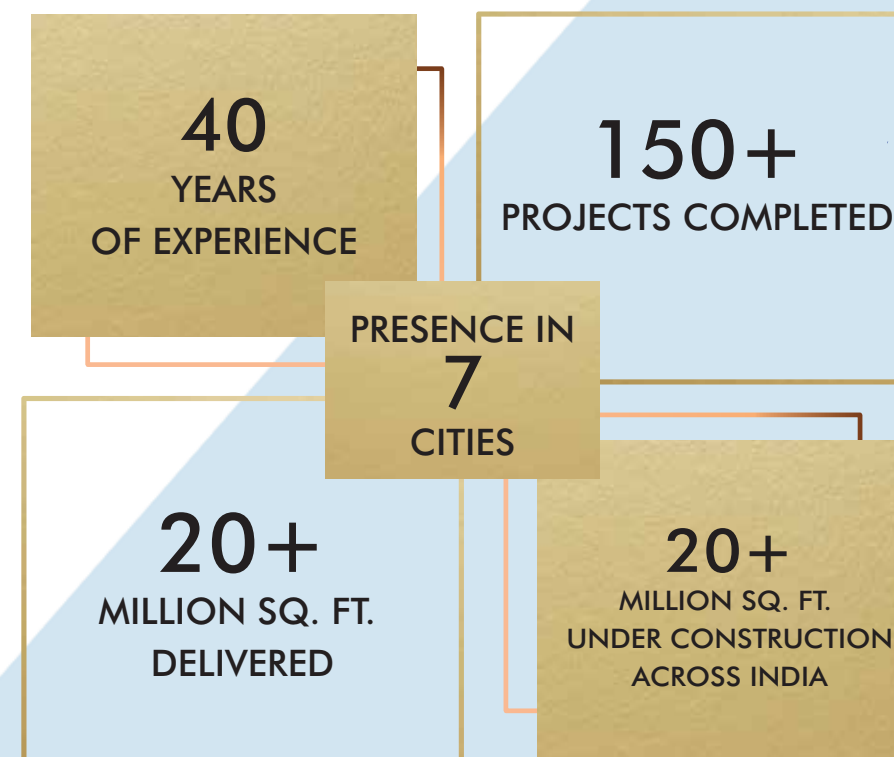 40
YEARS
OF EXPERIENCE
150+
PROJECTS COMPLETED
PRESENCE IN
7
CITIES
20+
MILLION SQ. FT.
DELIVERED
20+
MILLION SQ. FT.
UNDER CONSTRUCTION
ACROSS INDIA